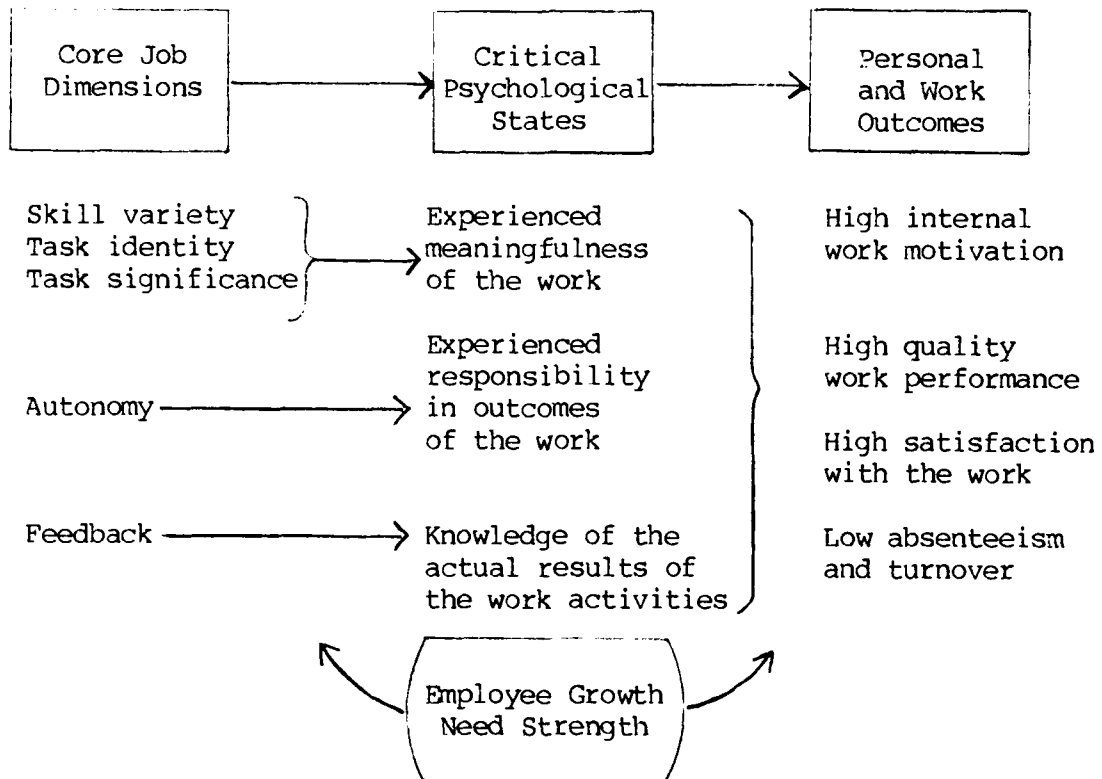 Core Job
Dimensions
Critical
Psychological
States
Personal
and Work
Outcomes
Skill variety
Task identity
Task significance
Experienced
meaningfulness
of the work
High internal
work motivation
Autonomy
Experienced
responsibility
in outcomes
of the work
High quality
work performance
High satisfaction
with the work
Feedback
Knowledge of the
actual results of
the work activities
Low absenteeism
and turnover
Employee Growth
Need Strength